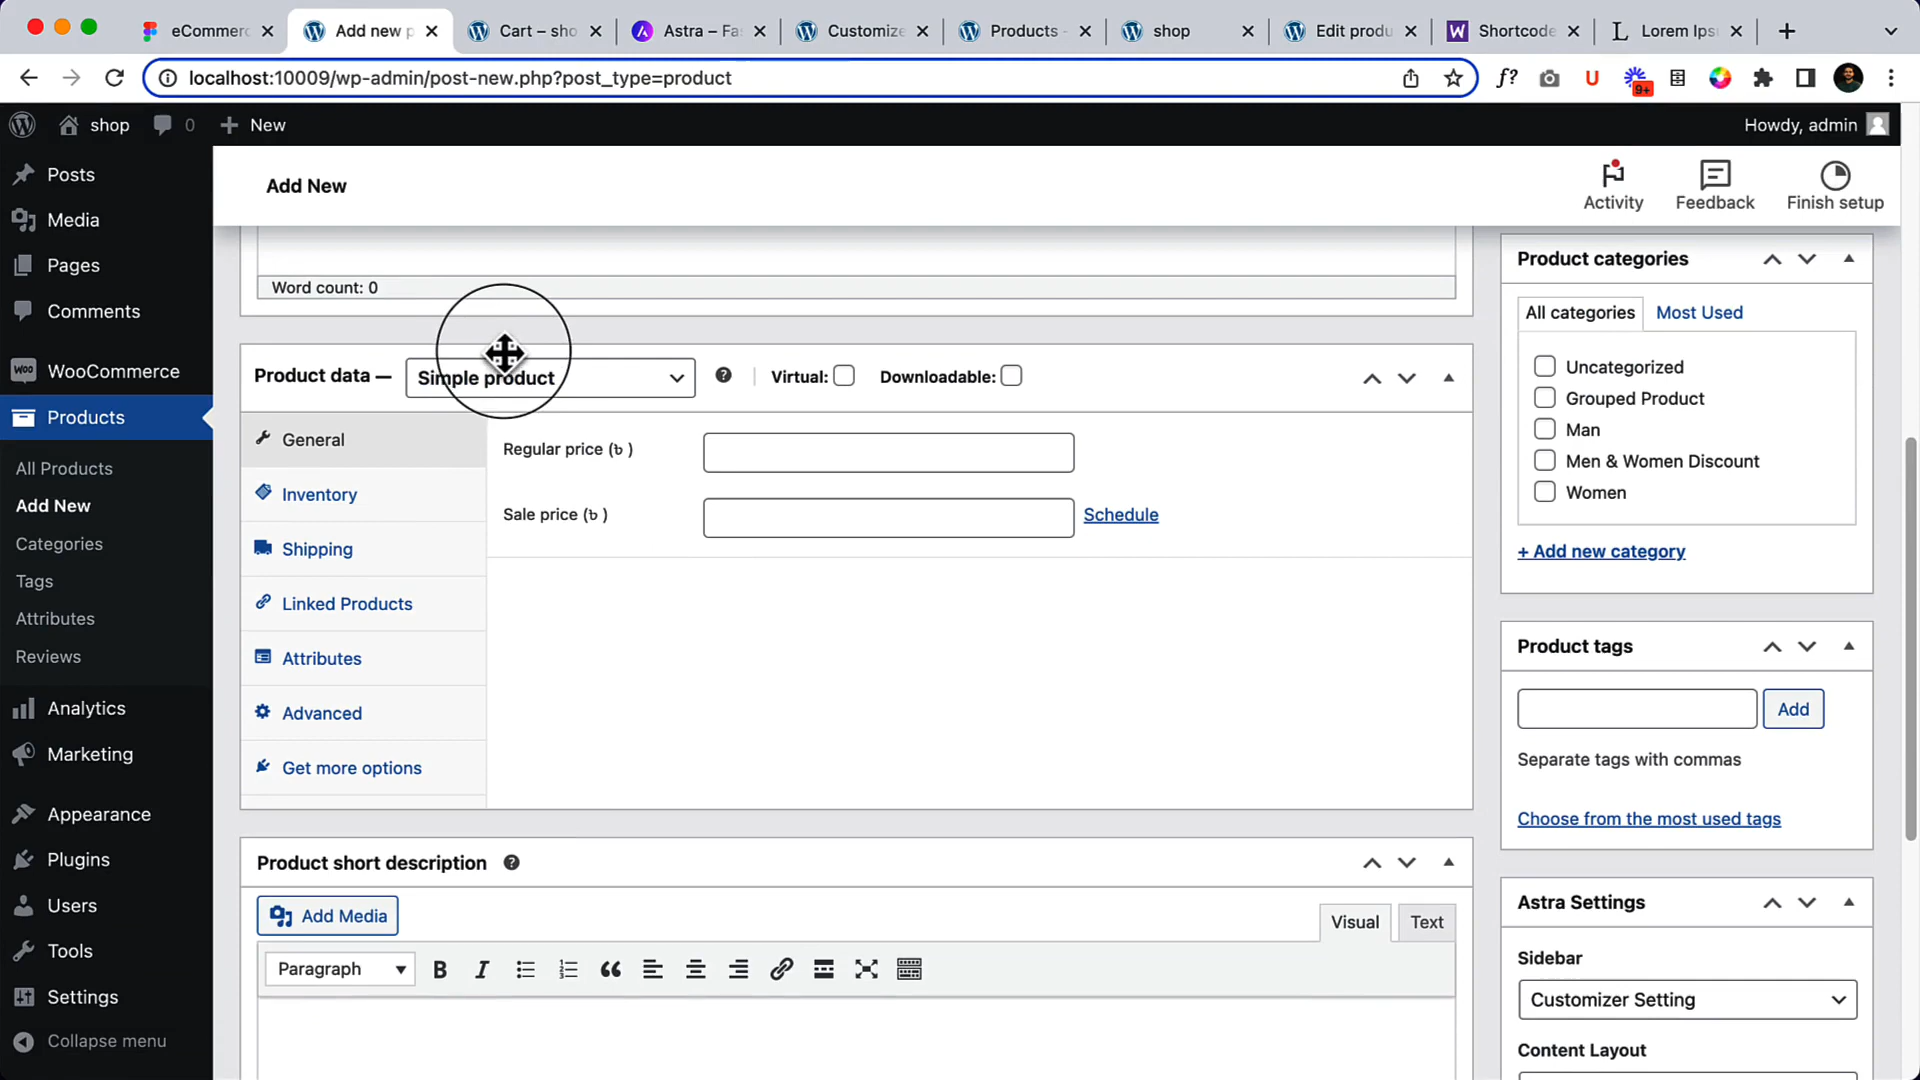 eCommerc
Add new p
Cart – sho
Astra – Fa
Customize
Products -
shop
Edit produ
Shortcode
Lorem Ips
localhost:10009/wp-admin/post-new.php?post_type=product
f?
U
9+
shop
0
New
Howdy, admin
Posts
Media
Pages
Comments
WooCommerce
Products
All Products
Add New
Categories
Tags
Attributes
Reviews
Analytics
Marketing
Appearance
Plugins
Users
Tools
Settings
Collapse menu
Add New
Activity
Feedback
Finish setup
Word count: 0
Product data —
Simple product
Virtual:
Downloadable:
General
Inventory
Shipping
Linked Products
Attributes
Advanced
Get more options
Regular price (৳ )
Sale price (৳ )
Schedule
Product short description
Add Media
Visual
Text
Paragraph
Product categories
All categories
Most Used
Uncategorized
Grouped Product
Man
Men & Women Discount
Women
+ Add new category
Product tags
Add
Separate tags with commas
Choose from the most used tags
Astra Settings
Sidebar
Customizer Setting
Content Layout